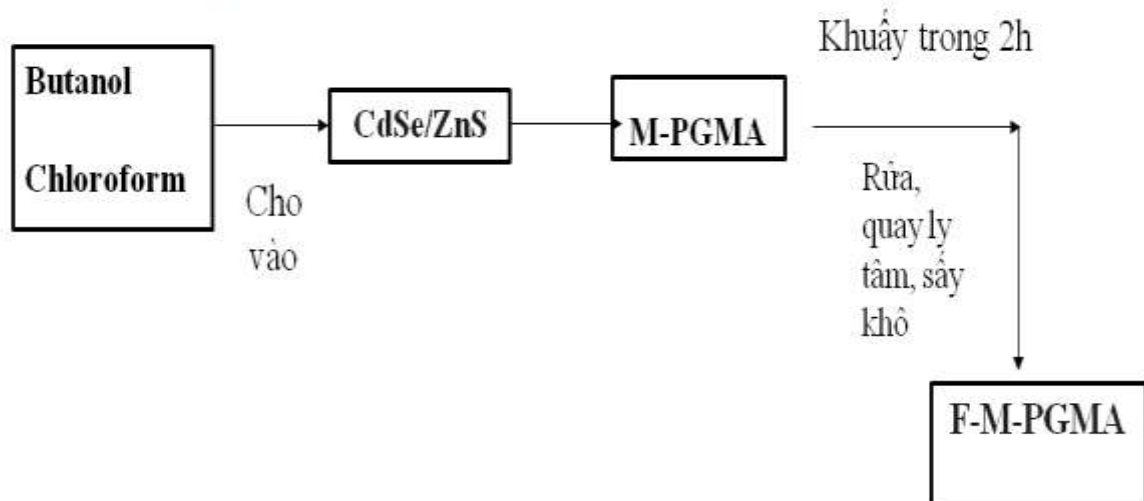 Butanol
Chloroform
Cho
vào
CdSe/ZnS
M-PGMA
Khuấy trong 2h
Rửa,
quay ly
tâm, sấy
khô
F-M-PGMA